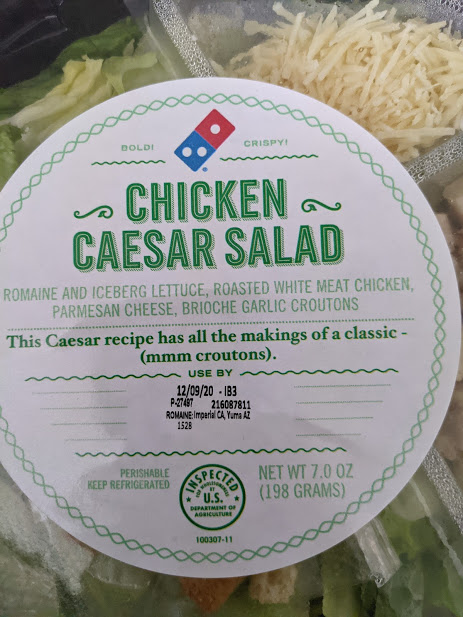 BOLD! CRISPY!
CHICKEN
CAESAR SALAD
ROMAINE AND ICEBERG LETTUCE, ROASTED WHITE MEAT CHICKEN,
PARMESAN CHEESE, BRIOCHE GARLIC CROUTONS
This Caesar recipe has all the makings of a classic -
(mmm croutons).
USE BY
12/09/20 - IB3
P-27487 216087811
ROMAINE: Imperial CA, Yuma AZ
1528
PERISHABLE
KEEP REFRIGERATED
INSPECTED
FOR WHOLESOMENESS
BY
U.S.
DEPARTMENT OF
AGRICULTURE
NET WT 7.0 OZ
(198 GRAMS)
100307-11